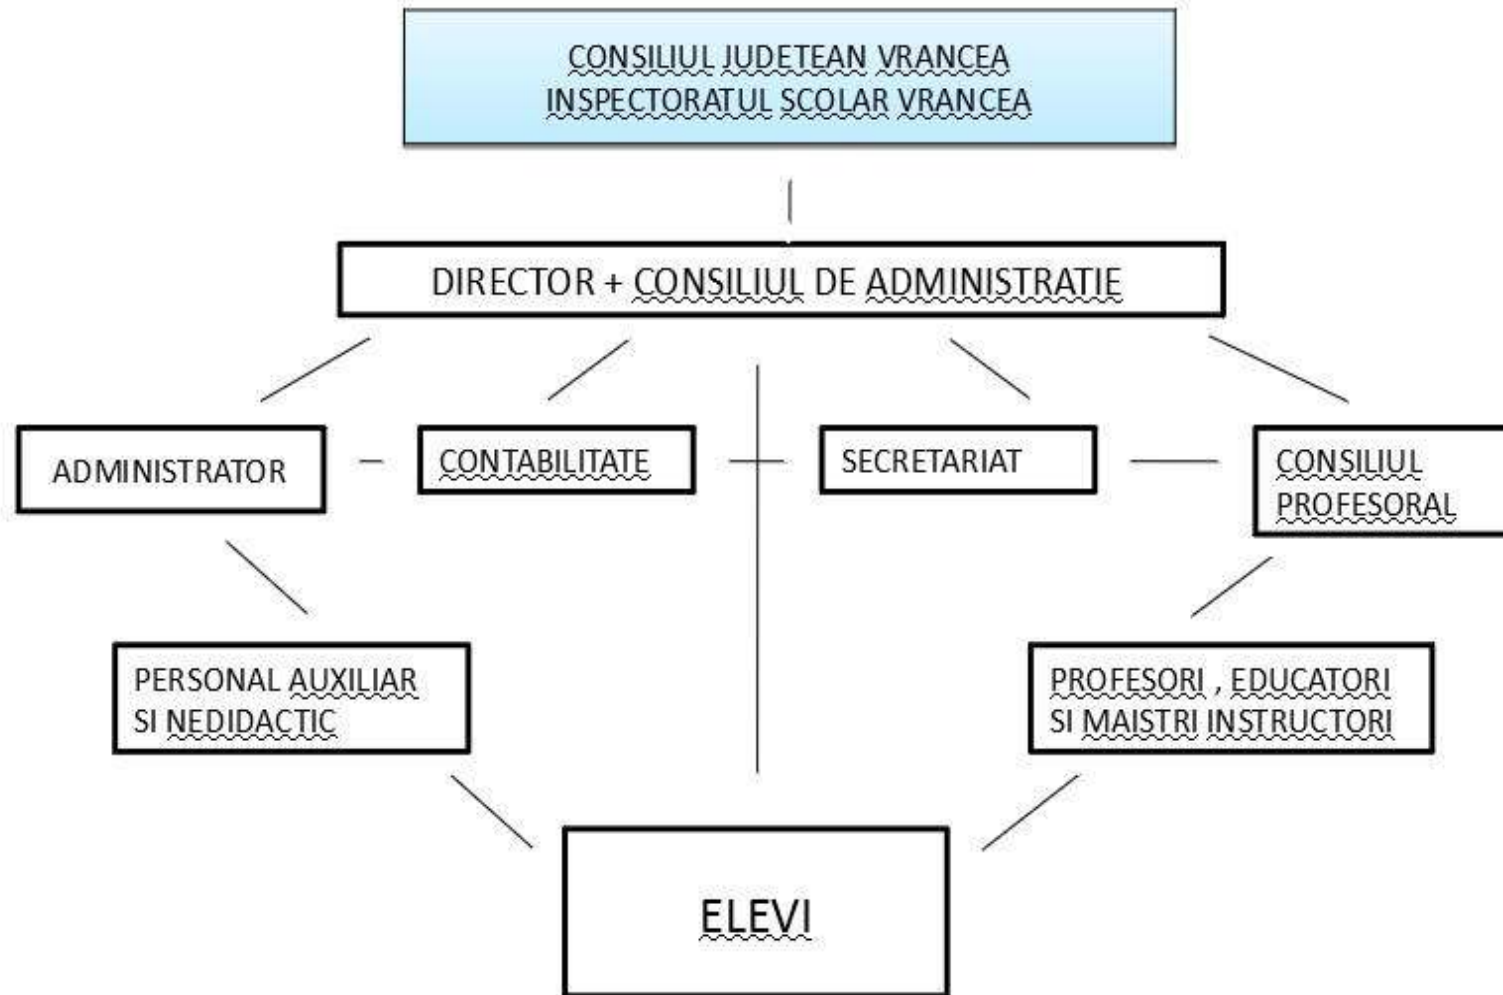 CONSILIUL JUDETEAN VRANCEA
INSPECTORATUL SCOLAR VRANCEA
DIRECTOR + CONSILIUL DE ADMINISTRATIE
ADMINISTRATOR
CONTABILITATE
SECRETARIAT
CONSILIUL
PROFESORAL
PERSONAL AUXILIAR
SI NEDIDACTIC
PROFESORI , EDUCATORI
SI MAISTRI INSTRUCTORI
ELEVI